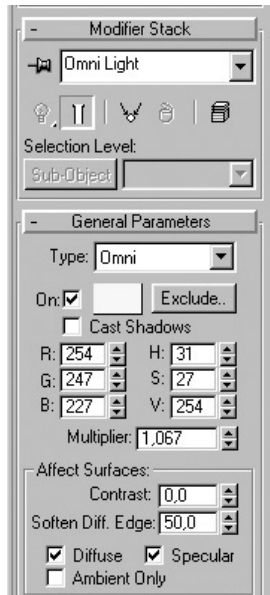 - Modifier Stack
Omni Light
Selection Level:
Sub-Object
- General Parameters
Type: Omni
On: Exclude..
Cast Shadows
R: 254 H: 31
G: 247 S: 27
B: 227 V: 254
Multiplier: 1,067
Affect Surfaces:
Contrast: 0,0
Soften Diff. Edge: 50,0
Diffuse Specular
Ambient Only